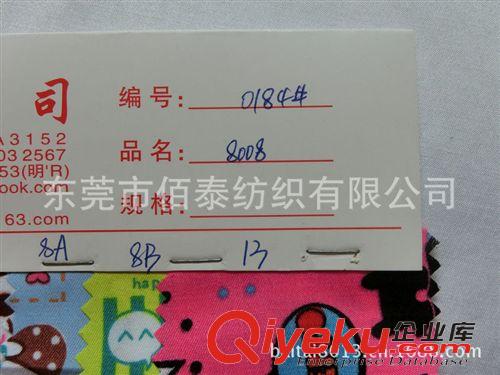 司
编号: 0184#
A3152
032567
品名: 8008
53(明'R)
ook.com
东莞市佰泰纺织有限公司
规格:
63.com
8A 8B 13
hap
Qiyeku.com 企业库
Enterprise Database